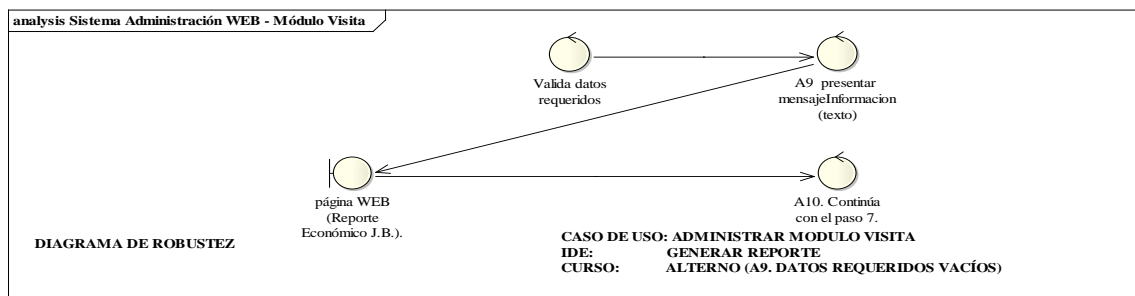 analysis Sistema Administración WEB - Módulo Visita
Valida datos
requeridos
A9 presentar
mensajeInformacion
(texto)
página WEB
(Reporte
Económico J.B.).
A10. Continúa
con el paso 7.
DIAGRAMA DE ROBUSTEZ
CASO DE USO: ADMINISTRAR MODULO VISITA
IDE: GENERAR REPORTE
CURSO: ALTERNO (A9. DATOS REQUERIDOS VACÍOS)